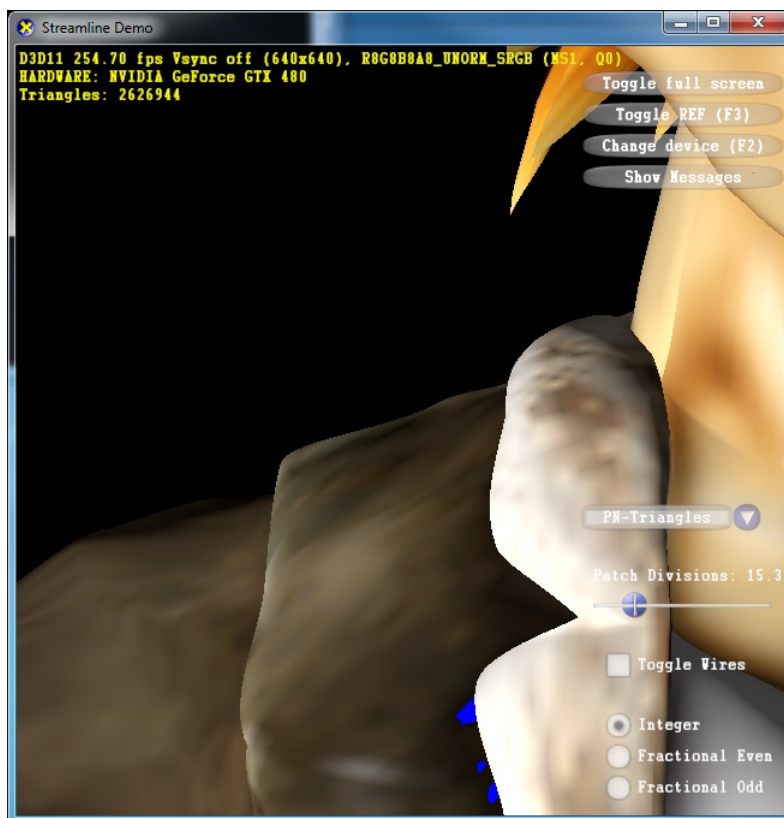 Streamline Demo
D3D11 254.70 fps Vsync off (640x640), R8G8B8A8_UNORM_SRGB (MS1, Q0)
HARDWARE: NVIDIA GeForce GTX 480
Triangles: 2626944
Toggle full screen
Toggle REF (F3)
Change device (F2)
Show Messages
PN-Triangles
Patch Divisions: 15.3
Toggle Wires
Integer
Fractional Even
Fractional Odd